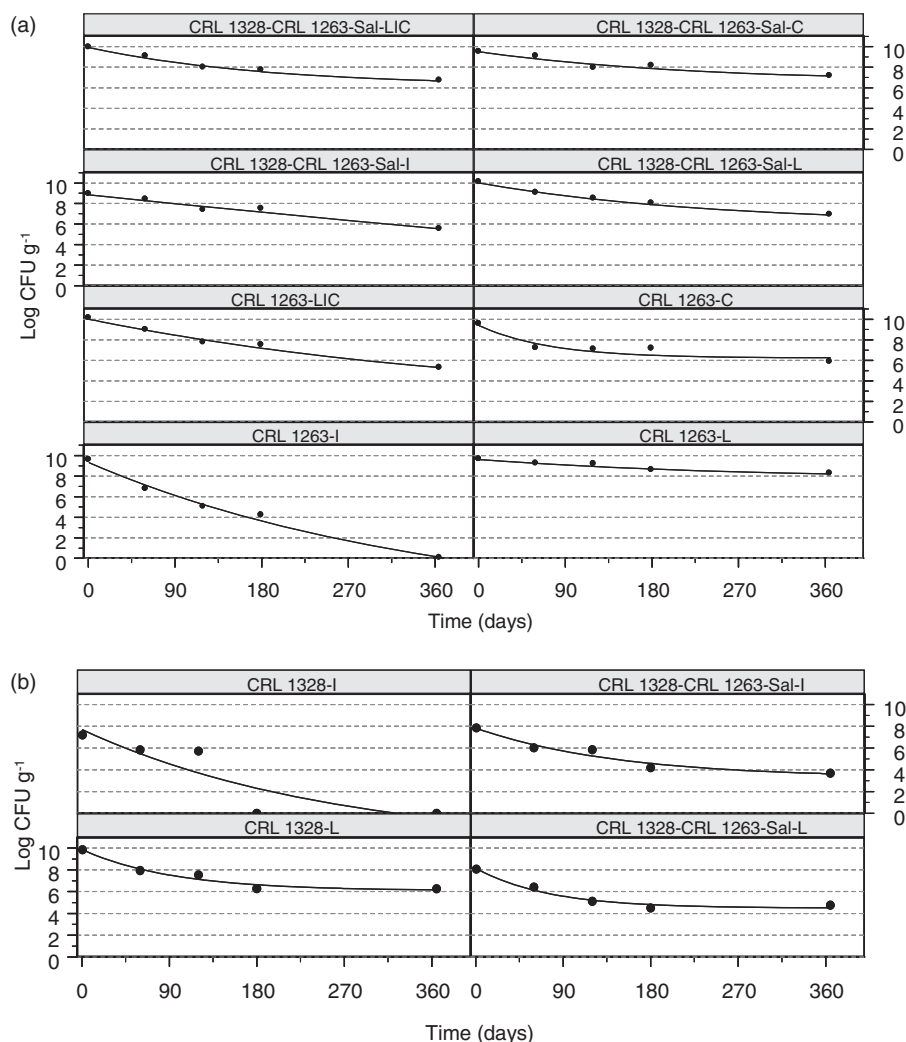 (a)
CRL 1328-CRL 1263-Sal-LIC
CRL 1328-CRL 1263-Sal-C
10
8
6
4
2
0
CRL 1328-CRL 1263-Sal-I
CRL 1328-CRL 1263-Sal-L
10
8
6
4
2
0
Log CFU g⁻¹
CRL 1263-LIC
CRL 1263-C
10
8
6
4
2
0
CRL 1263-I
CRL 1263-L
10
8
6
4
2
0
0 90 180 270 360
0 90 180 270 360
Time (days)
(b)
CRL 1328-I
CRL 1328-CRL 1263-Sal-I
10
8
6
4
2
0
Log CFU g⁻¹
CRL 1328-L
CRL 1328-CRL 1263-Sal-L
10
8
6
4
2
0
0 90 180 270 360
0 90 180 270 360
Time (days)